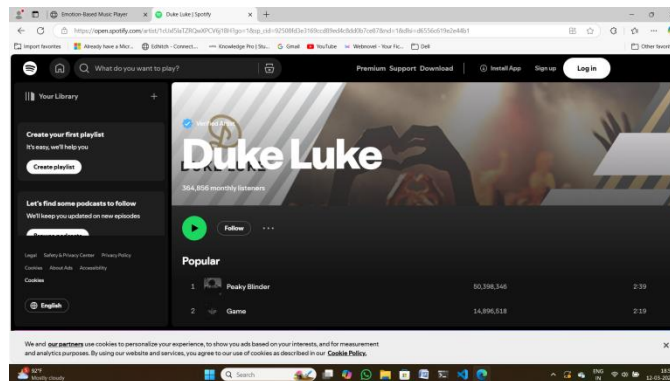 Emotion-Based Music Player
Duke Luke | Spotify
Import favorites
Already have a Micr...
EdNitch - Connect...
Knowledge Pro | Stu...
Gmail
YouTube
Webnovel - Your Fic...
Dell
Other favorites
What do you want to play?
Premium Support Download
Install App
Sign up
Log in
Your Library
Create your first playlist
It's easy, we'll help you
Create playlist
Let's find some podcasts to follow
We'll keep you updated on new episodes
Browse podcasts
Legal Safety & Privacy Center Privacy Policy
Cookies About Ads Accessibility
Cookies
English
Verified Artist
Duke Luke
364,856 monthly listeners
Follow
Popular
1 Peaky Blinder 50,398,346 2:39
2 Game 14,896,518 2:19
We and our partners use cookies to personalize your experience, to show you ads based on your interests, and for measurement
and analytics purposes. By using our website and services, you agree to our use of cookies as described in our Cookie Policy.
92°F
Mostly cloudy
Search
ENG
IN